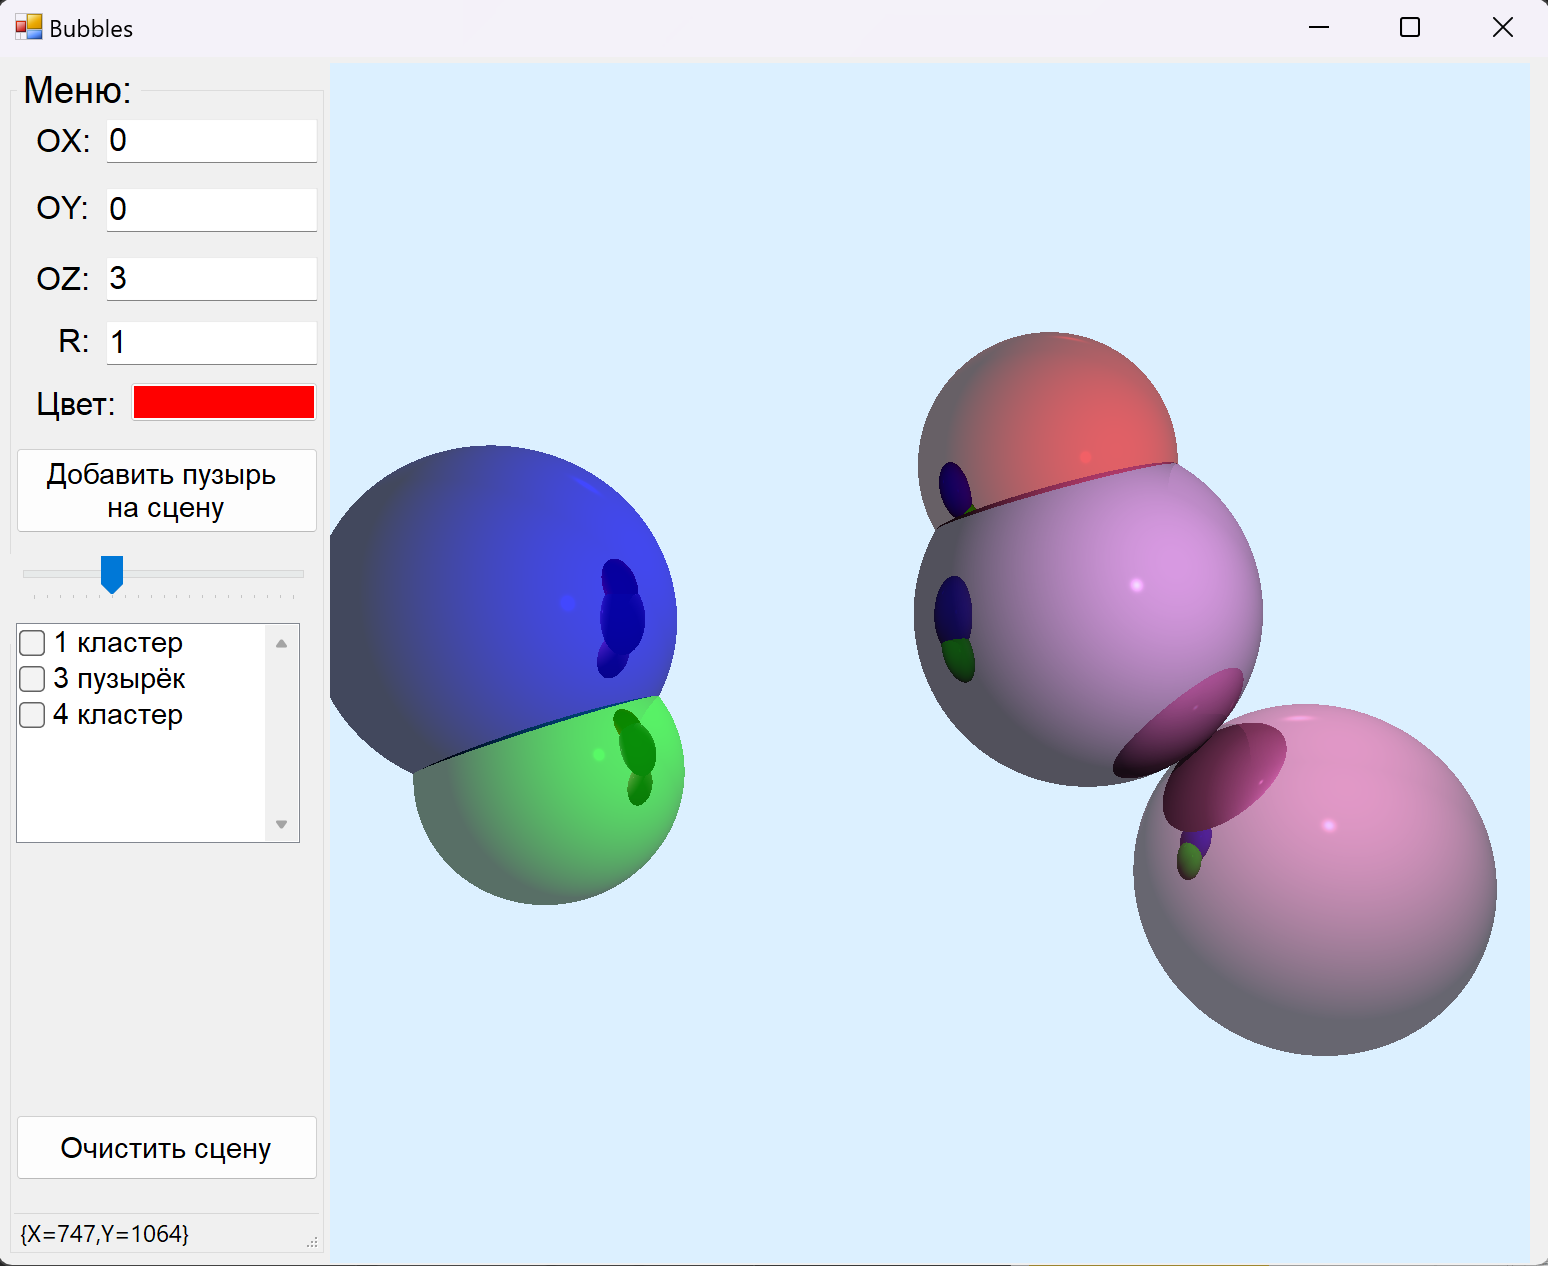 Bubbles
Меню:
OX: 0
OY: 0
OZ: 3
R: 1
Цвет:
Добавить пузырь
на сцену
1 кластер
3 пузырёк
4 кластер
Очистить сцену
{X=747,Y=1064}